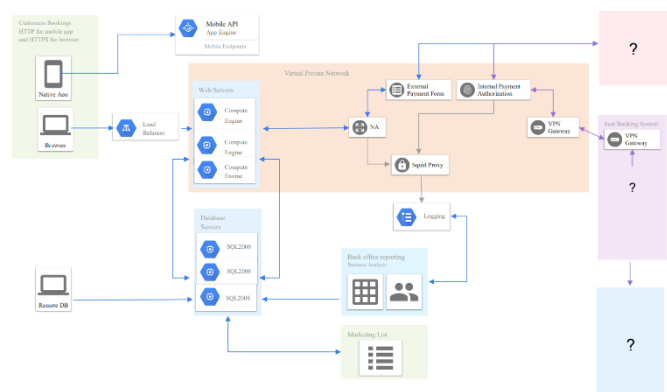 Customers Bookings
HTTP for mobile app
and HTTPS for browser
Native App
Browser
Mobile API
App Engine
Mobile Endpoints
Load
Balancer
Virtual Private Network
Web Servers
Compute
Engine
Compute
Engine
Compute
Engine
NA
External
Payment Form
Internal Payment
Authorization
Squid Proxy
VPN
Gateway
?
Seat Booking System
VPN
Gateway
?
?
Logging
Database
Servers
SQL2008
SQL2008
SQL2008
Remote DB
Back office reporting
Business Analysis
Marketing List